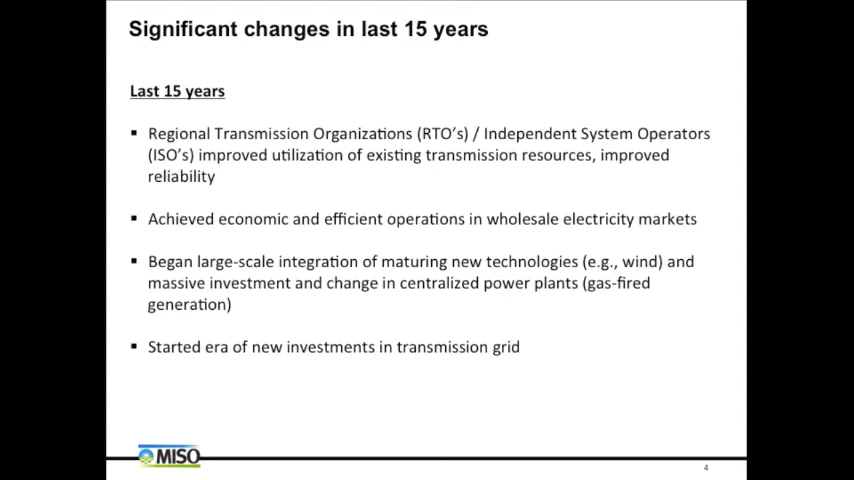 Significant changes in last 15 years
Last 15 years
▪ Regional Transmission Organizations (RTO's) / Independent System Operators
(ISO's) improved utilization of existing transmission resources, improved
reliability
▪ Achieved economic and efficient operations in wholesale electricity markets
▪ Began large-scale integration of maturing new technologies (e.g., wind) and
massive investment and change in centralized power plants (gas-fired
generation)
▪ Started era of new investments in transmission grid
MISO
4